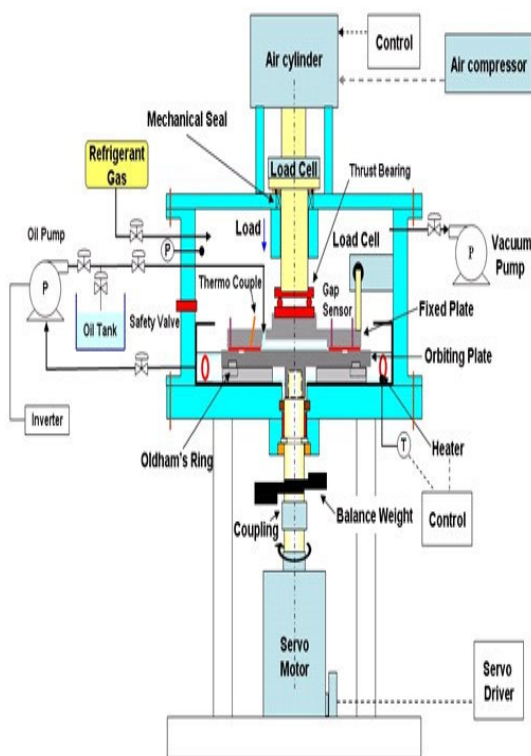 Air cylinder
Control
Air compressor
Mechanical Seal
Refrigerant
Gas
Load Cell
Thrust Bearing
Oil Pump
P
Load
Load Cell
P
Vacuum
Pump
P
Thermo Couple
Gap
Sensor
Fixed Plate
Oil Tank
Safety Valve
Orbiting Plate
Inverter
Oldham's Ring
T
Heater
Balance Weight
Control
Coupling
Servo
Motor
Servo
Driver